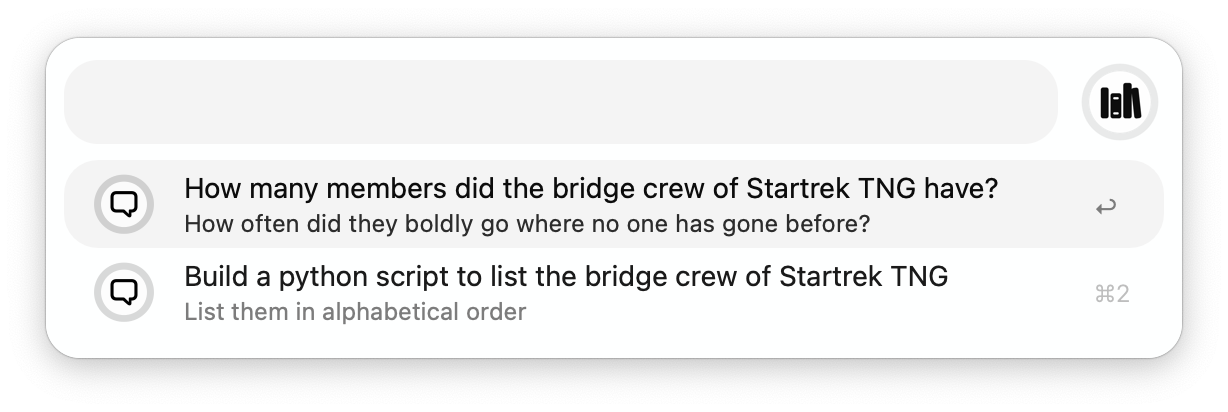 How many members did the bridge crew of Startrek TNG have?
How often did they boldly go where no one has gone before?
↩
Build a python script to list the bridge crew of Startrek TNG
List them in alphabetical order
⌘2